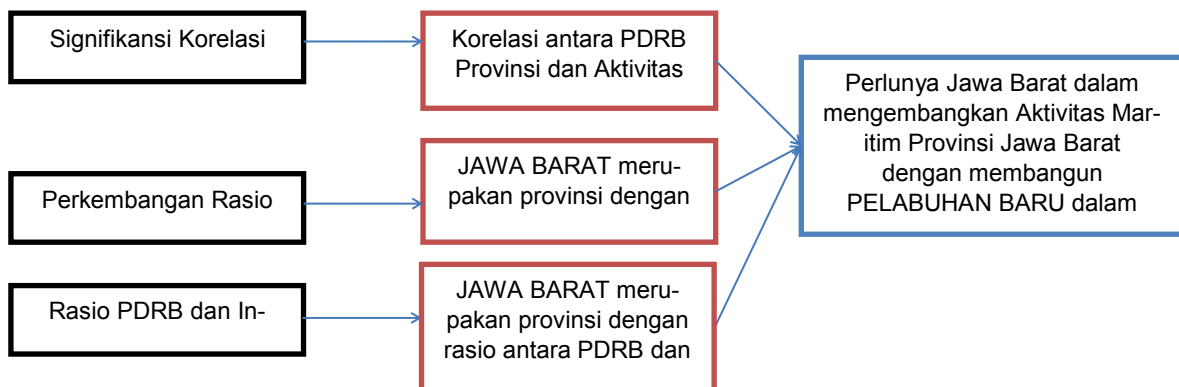 Signifikansi Korelasi
Korelasi antara PDRB
Provinsi dan Aktivitas
Perkembangan Rasio
JAWA BARAT meru-
pakan provinsi dengan
Rasio PDRB dan In-
JAWA BARAT meru-
pakan provinsi dengan
rasio antara PDRB dan
Perlunya Jawa Barat dalam
mengembangkan Aktivitas Mar-
itim Provinsi Jawa Barat
dengan membangun
PELABUHAN BARU dalam